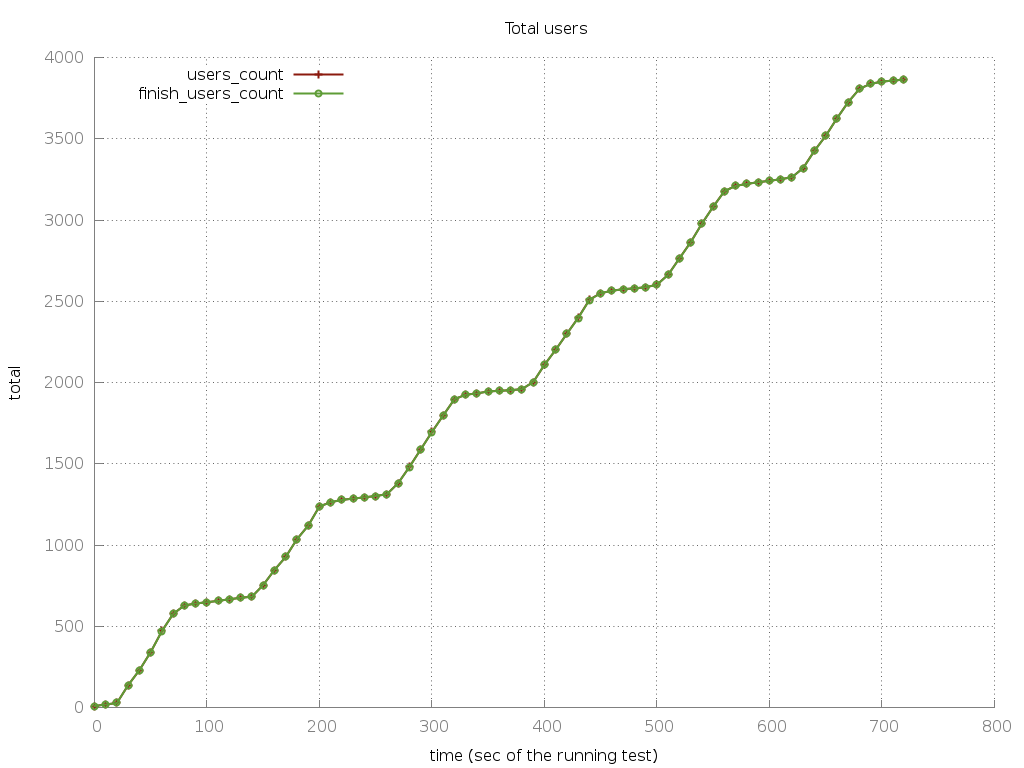 Total users
users_count
finish_users_count
4000
3500
3000
2500
2000
1500
1000
500
0
total
0 100 200 300 400 500 600 700 800
time (sec of the running test)